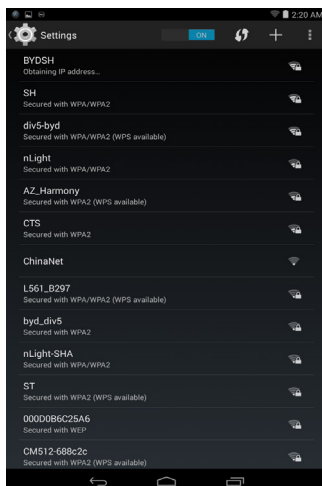 2:20 AM
Settings
ON
BYDSH
Obtaining IP address...
SH
Secured with WPA/WPA2
div5-byd
Secured with WPA/WPA2 (WPS available)
nLight
Secured with WPA/WPA2
AZ_Harmony
Secured with WPA2 (WPS available)
CTS
Secured with WPA2
ChinaNet
L561_B297
Secured with WPA/WPA2 (WPS available)
byd_div5
Secured with WPA2
nLight-SHA
Secured with WPA/WPA2
ST
Secured with WPA2 (WPS available)
000D0B6C25A6
Secured with WEP
CM512-688c2c
Secured with WPA2 (WPS available)